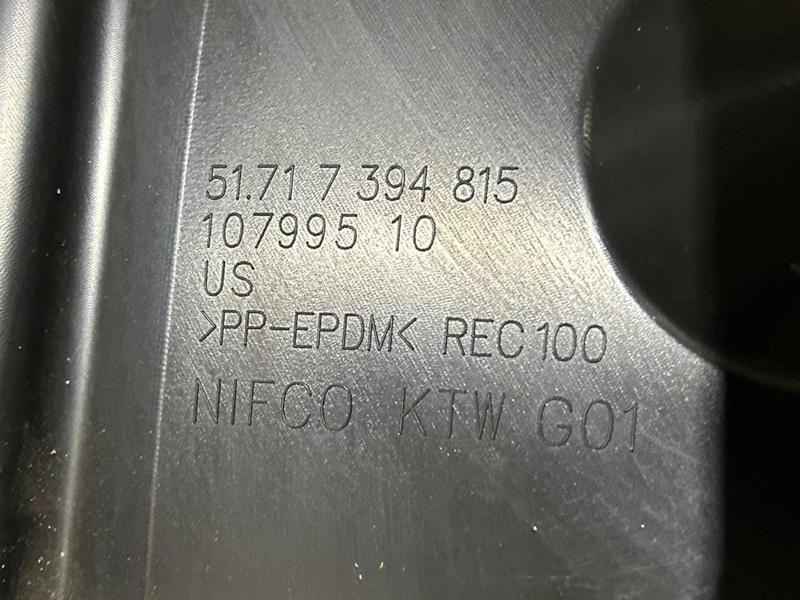 51.71 7 394 815
107995 10
US
>PP-EPDM< REC100
NIFCO KTW G01